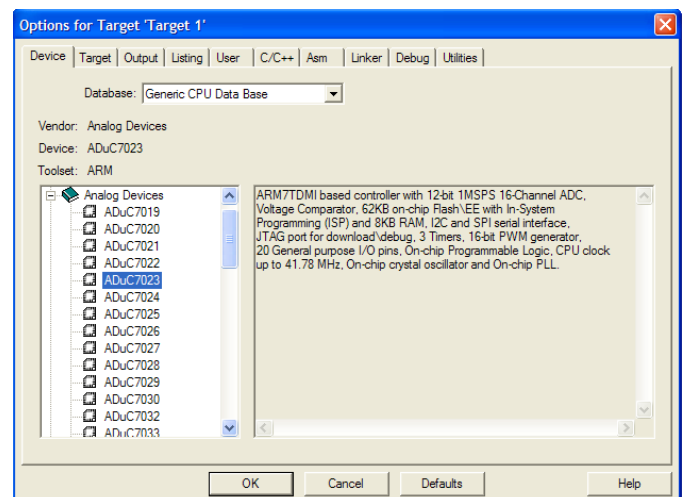 Options for Target 'Target 1'
Device Target Output Listing User C/C++ Asm Linker Debug Utilities
Database: Generic CPU Data Base
Vendor: Analog Devices
Device: ADuC7023
Toolset: ARM
Analog Devices
ADuC7019
ADuC7020
ADuC7021
ADuC7022
ADuC7023
ADuC7024
ADuC7025
ADuC7026
ADuC7027
ADuC7028
ADuC7029
ADuC7030
ADuC7032
ADuC7033
ARM7TDMI based controller with 12-bit 1MSPS 16-Channel ADC,
Voltage Comparator, 62KB on-chip Flash\EE with In-System
Programming (ISP) and 8KB RAM, I2C and SPI serial interface,
JTAG port for download\debug, 3 Timers, 16-bit PWM generator,
20 General purpose I/O pins, On-chip Programmable Logic, CPU clock
up to 41.78 MHz, On-chip crystal oscillator and On-chip PLL.
OK Cancel Defaults Help